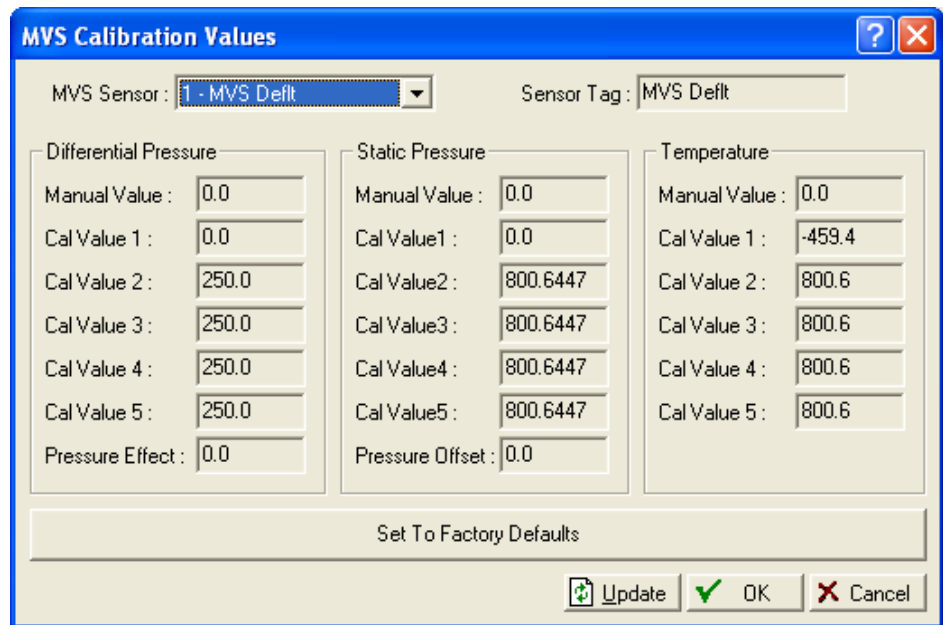 MVS Calibration Values
MVS Sensor : 1 - MVS Deflt
Sensor Tag : MVS Deflt
Differential Pressure
Manual Value : 0.0
Cal Value 1 : 0.0
Cal Value 2 : 250.0
Cal Value 3 : 250.0
Cal Value 4 : 250.0
Cal Value 5 : 250.0
Pressure Effect : 0.0
Static Pressure
Manual Value : 0.0
Cal Value1 : 0.0
Cal Value2 : 800.6447
Cal Value3 : 800.6447
Cal Value4 : 800.6447
Cal Value5 : 800.6447
Pressure Offset : 0.0
Temperature
Manual Value : 0.0
Cal Value 1 : -459.4
Cal Value 2 : 800.6
Cal Value 3 : 800.6
Cal Value 4 : 800.6
Cal Value 5 : 800.6
Set To Factory Defaults
Update
OK
Cancel